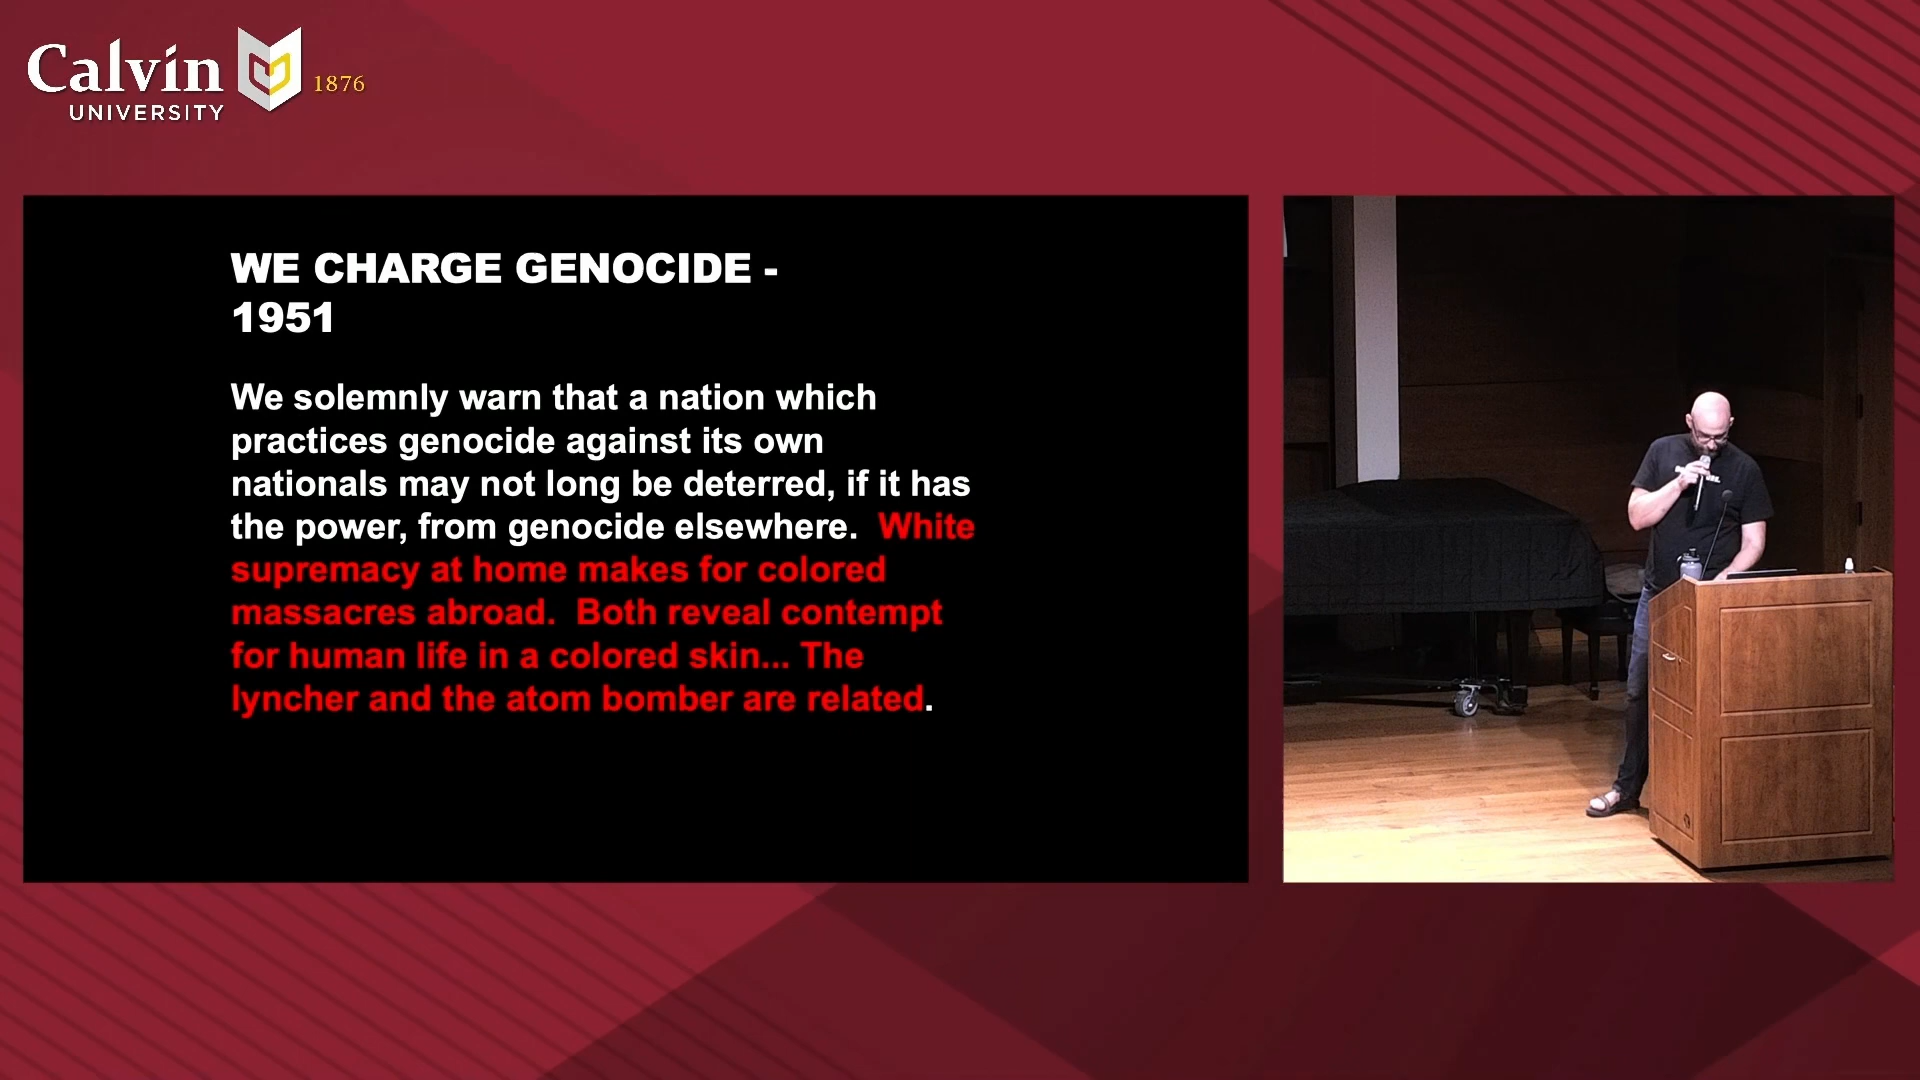 Calvin
UNIVERSITY
1876
WE CHARGE GENOCIDE -
1951
We solemnly warn that a nation which
practices genocide against its own
nationals may not long be deterred, if it has
the power, from genocide elsewhere.  White
supremacy at home makes for colored
massacres abroad.  Both reveal contempt
for human life in a colored skin... The
lyncher and the atom bomber are related.